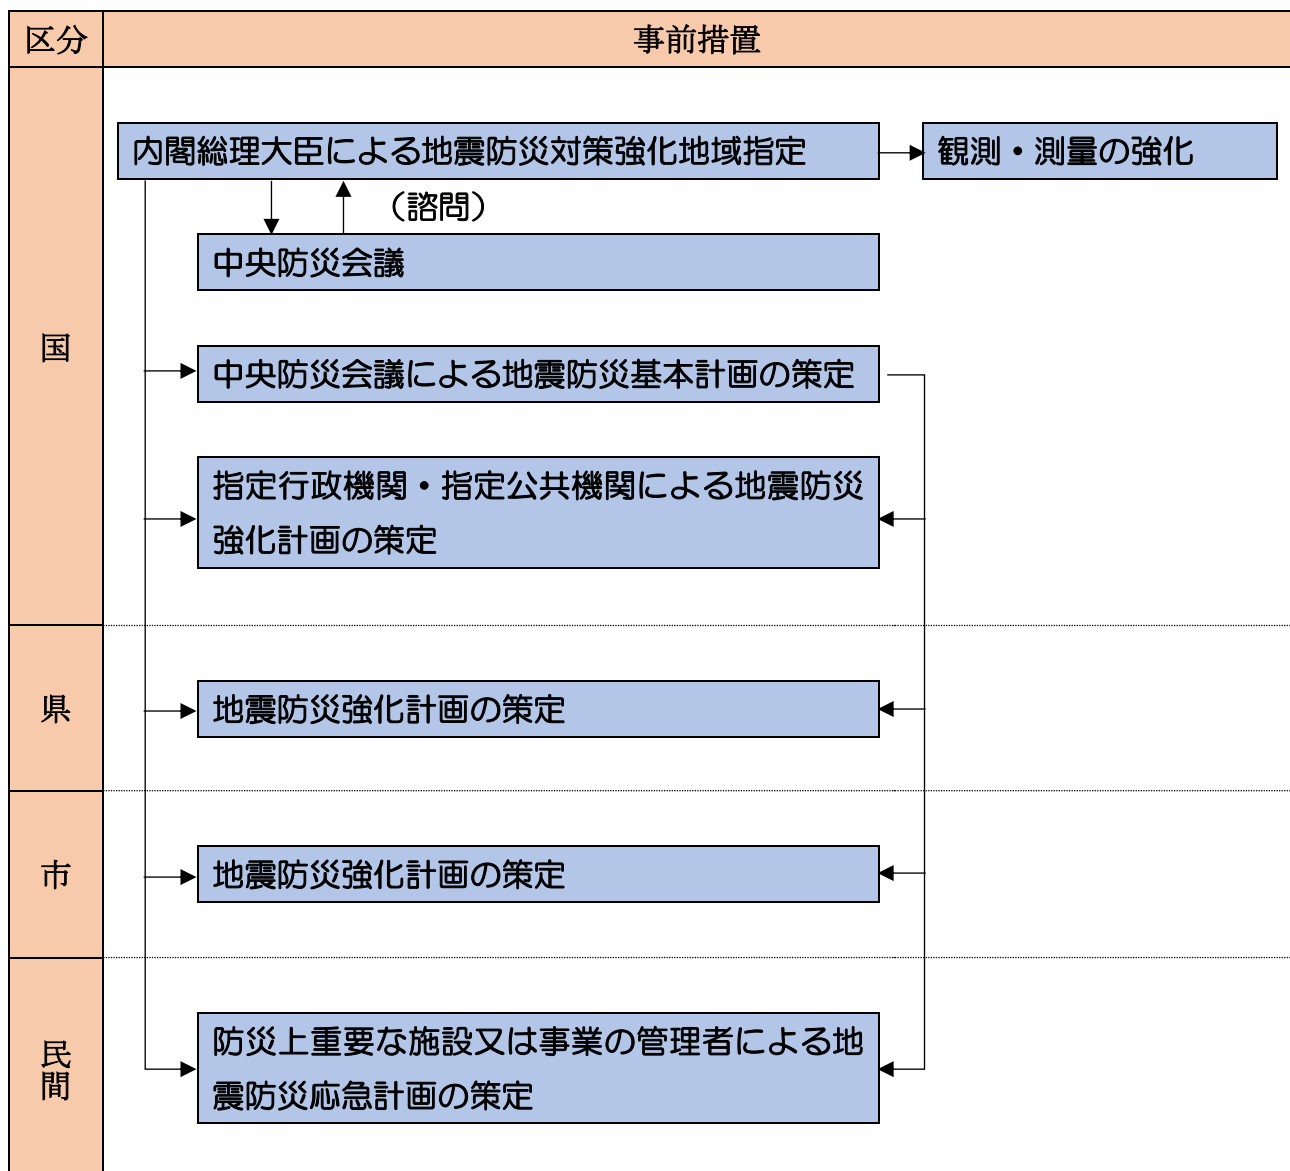 区分
事前措置
国
内閣総理大臣による地震防災対策強化地域指定
観測・測量の強化
（諮問）
中央防災会議
中央防災会議による地震防災基本計画の策定
指定行政機関・指定公共機関による地震防災
強化計画の策定
県
地震防災強化計画の策定
市
地震防災強化計画の策定
民間
防災上重要な施設又は事業の管理者による地
震防災応急計画の策定